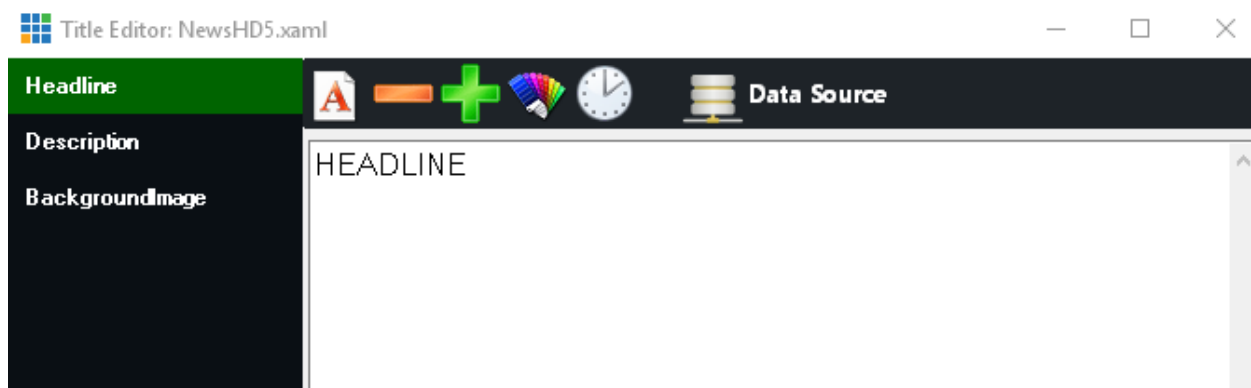 Title Editor: NewsHD5.xaml
Headline
Data Source
Description
HEADLINE
BackgroundImage